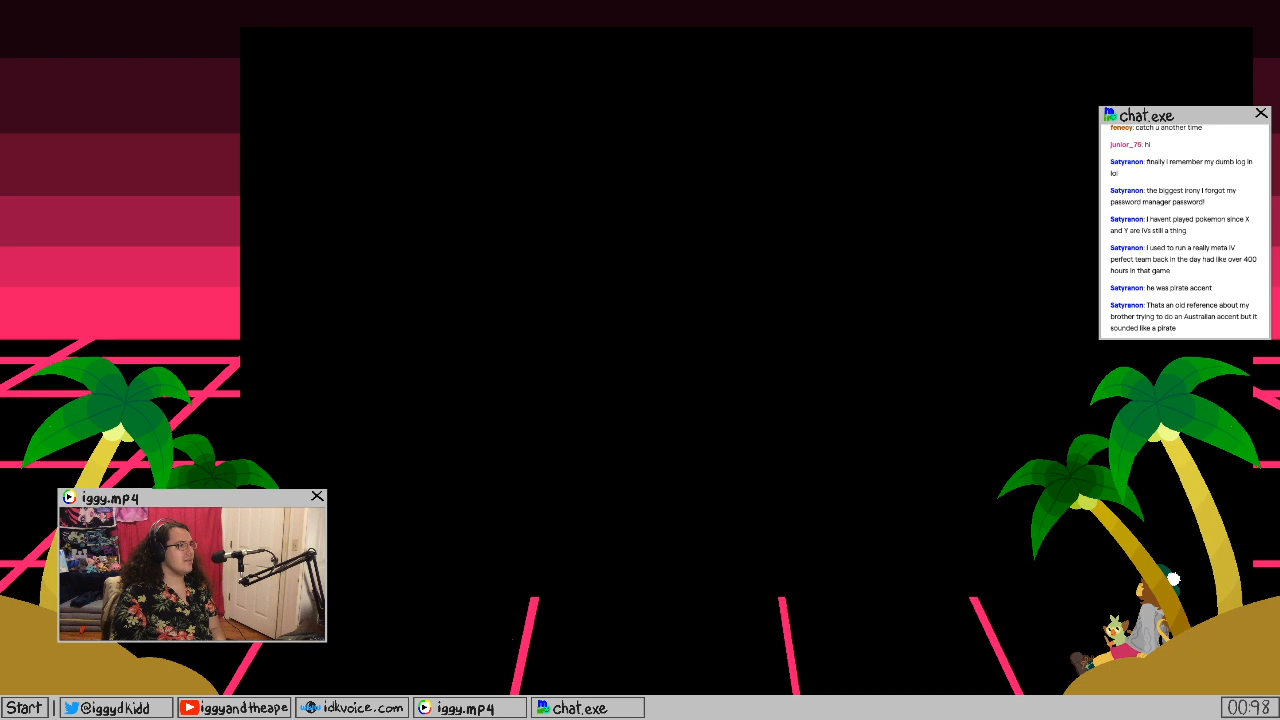 chat.exe
fenecy: catch u another time
junior_75: hi
Satyranon: finally i remember my dumb log in
lol
Satyranon: the biggest irony I forgot my
password manager password!
Satyranon: I havent played pokemon since X
and Y are IVs still a thing
Satyranon: I used to run a really meta IV
perfect team back in the day had like over 400
hours in that game
Satyranon: he was pirate accent
Satyranon: Thats an old reference about my
brother trying to do an Australian accent but it
sounded like a pirate
iggy.mp4
Start
@iggydkidd
iggyandtheape
www idkvoice.com
iggy.mp4
chat.exe
00:98